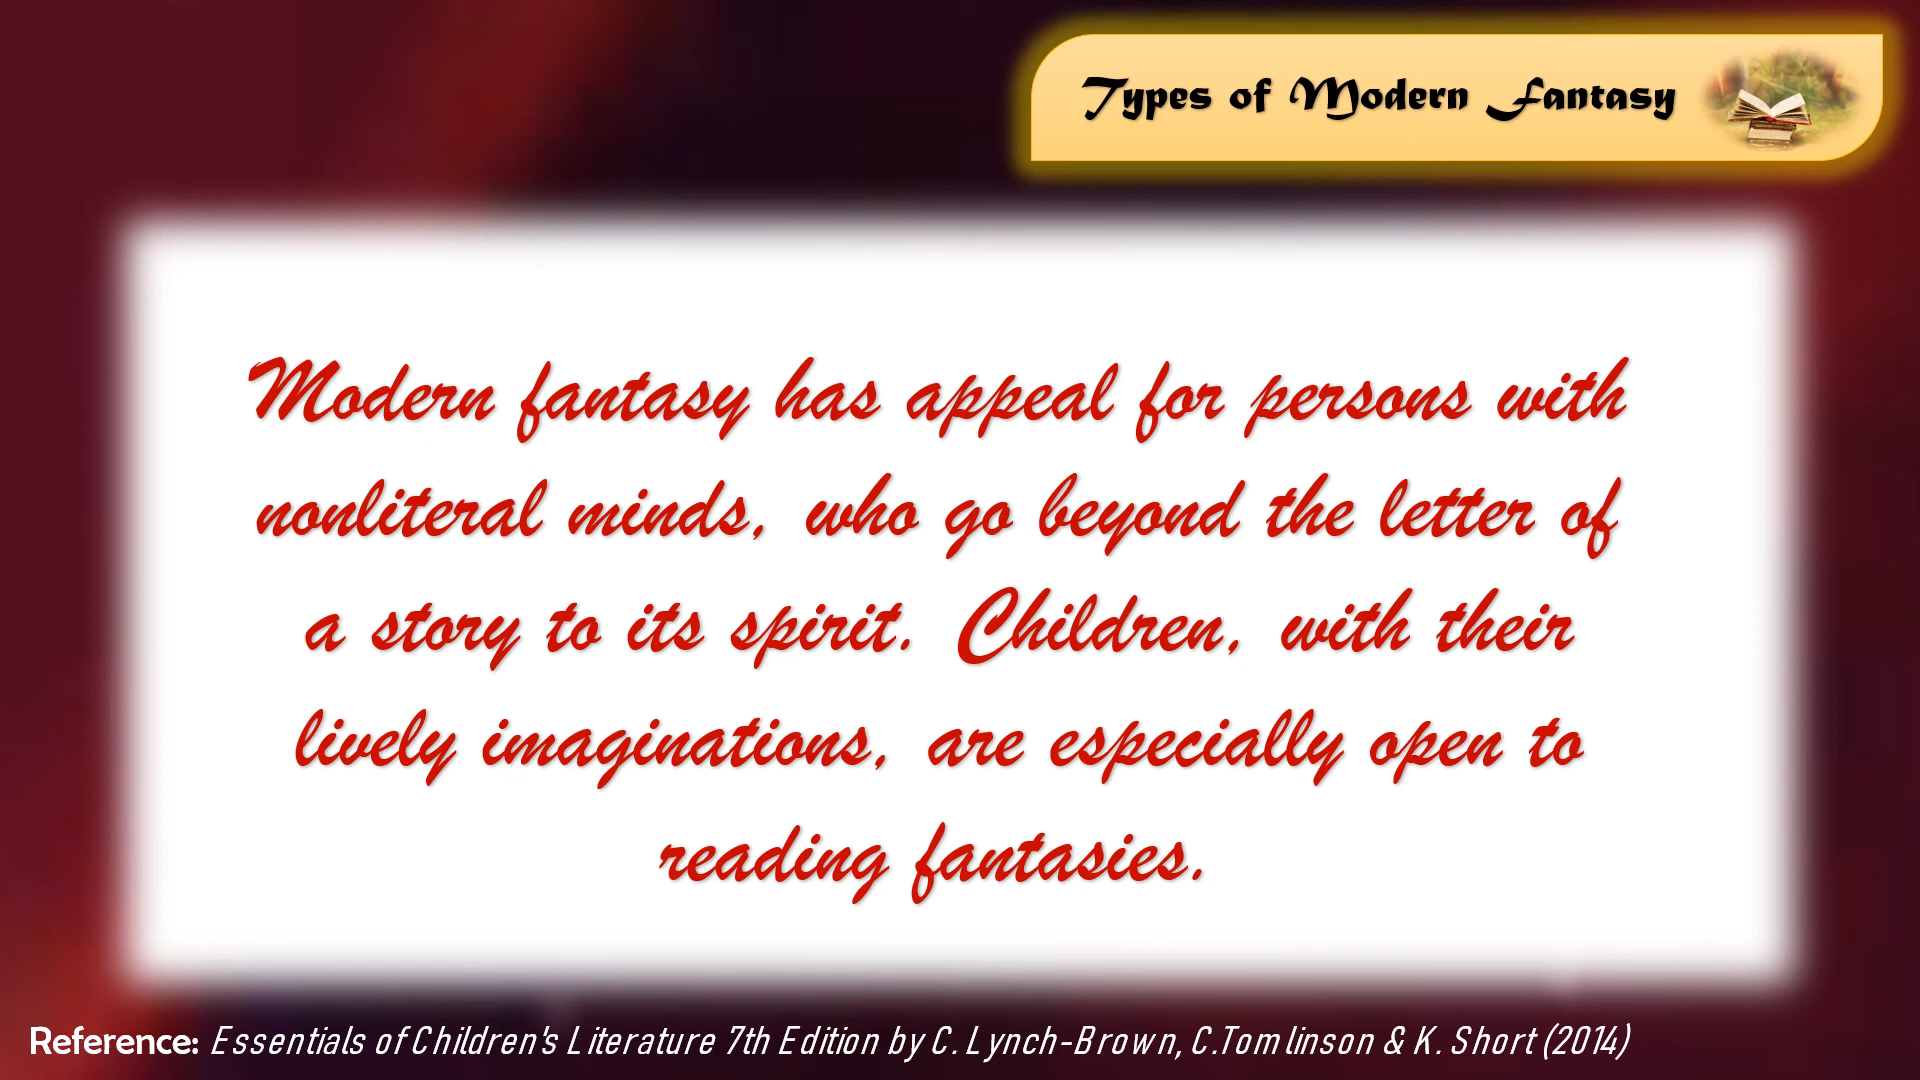 Types of Modern Fantasy
Modern fantasy has appeal for persons with
nonliteral minds, who go beyond the letter of
a story to its spirit. Children, with their
lively imaginations, are especially open to
reading fantasies.
Reference: Essentials of Children's Literature 7th Edition by C. Lynch-Brown, C.Tomlinson & K. Short (2014)